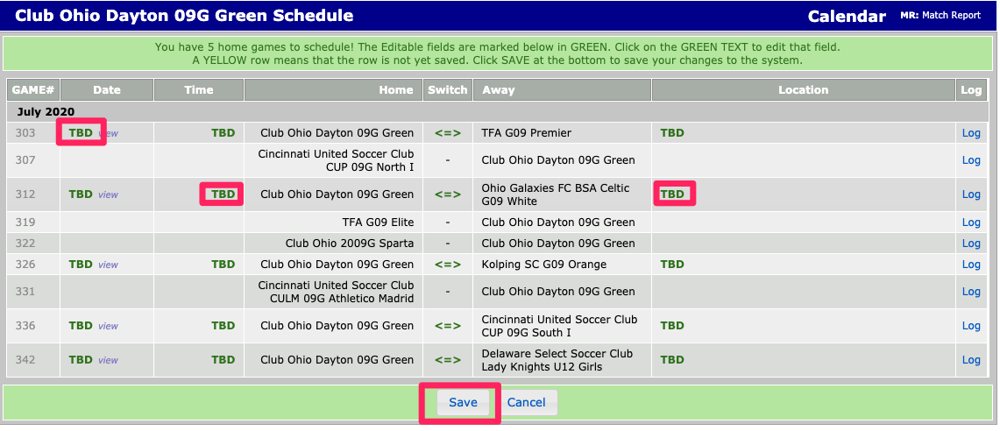 Club Ohio Dayton 09G Green Schedule Calendar MR: Match Report
You have 5 home games to schedule! The Editable fields are marked below in GREEN. Click on the GREEN TEXT to edit that field.
A YELLOW row means that the row is not yet saved. Click SAVE at the bottom to save your changes to the system.
GAME# Date Time Home Switch Away Location Log
July 2020
303 TBD view TBD Club Ohio Dayton 09G Green <=> TFA G09 Premier TBD Log
307 Cincinnati United Soccer Club
CUP 09G North I - Club Ohio Dayton 09G Green Log
312 TBD view TBD Club Ohio Dayton 09G Green <=> Ohio Galaxies FC BSA Celtic
G09 White TBD Log
319 TFA G09 Elite - Club Ohio Dayton 09G Green Log
322 Club Ohio 2009G Sparta - Club Ohio Dayton 09G Green Log
326 TBD view TBD Club Ohio Dayton 09G Green <=> Kolping SC G09 Orange TBD Log
331 Cincinnati United Soccer Club
CULM 09G Athletico Madrid - Club Ohio Dayton 09G Green Log
336 TBD view TBD Club Ohio Dayton 09G Green <=> Cincinnati United Soccer Club
CUP 09G South I TBD Log
342 TBD view TBD Club Ohio Dayton 09G Green <=> Delaware Select Soccer Club
Lady Knights U12 Girls TBD Log
Save Cancel